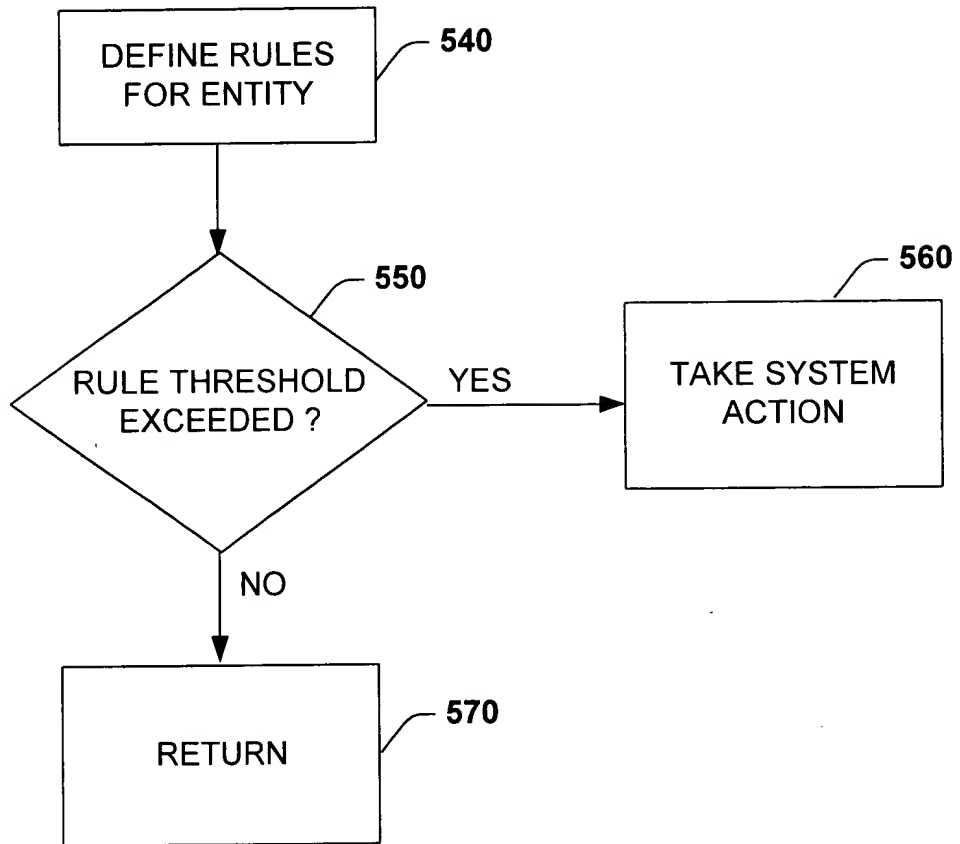 DEFINE RULES
FOR ENTITY
540
550
RULE THRESHOLD
EXCEEDED ?
YES
560
TAKE SYSTEM
ACTION
NO
570
RETURN